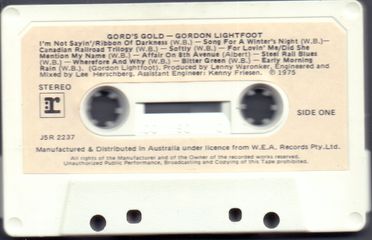 GORD'S GOLD – GORDON LIGHTFOOT
I'm Not Sayin'/Ribbon Of Darkness (W.B.) — Song For A Winter's Night (W.B.) —
Canadian Railroad Trilogy (W.B.) — Softly (W.B.) — For Lovin' Me/Did She
Mention My Name (W.B.) — Affair On 8th Avenue (Albert) — Steel Rail Blues
(W.B.) — Wherefore And Why (W.B.) — Bitter Green (W.B.) — Early Morning
Rain (W.B.). (Gordon Lightfoot). Produced by Lenny Waronker, Engineered and
Mixed by Lee Herschberg. Assistant Engineer: Kenny Friesen. ℗ 1975
STEREO
r
SIDE ONE
J5R 2237
Manufactured & Distributed in Australia under licence from W.E.A. Records Pty. Ltd.
All rights of the Manufacturer and of the Owner of the recorded works reserved.
Unauthorized Public Performance, Broadcasting and Copying of this Tape prohibited.